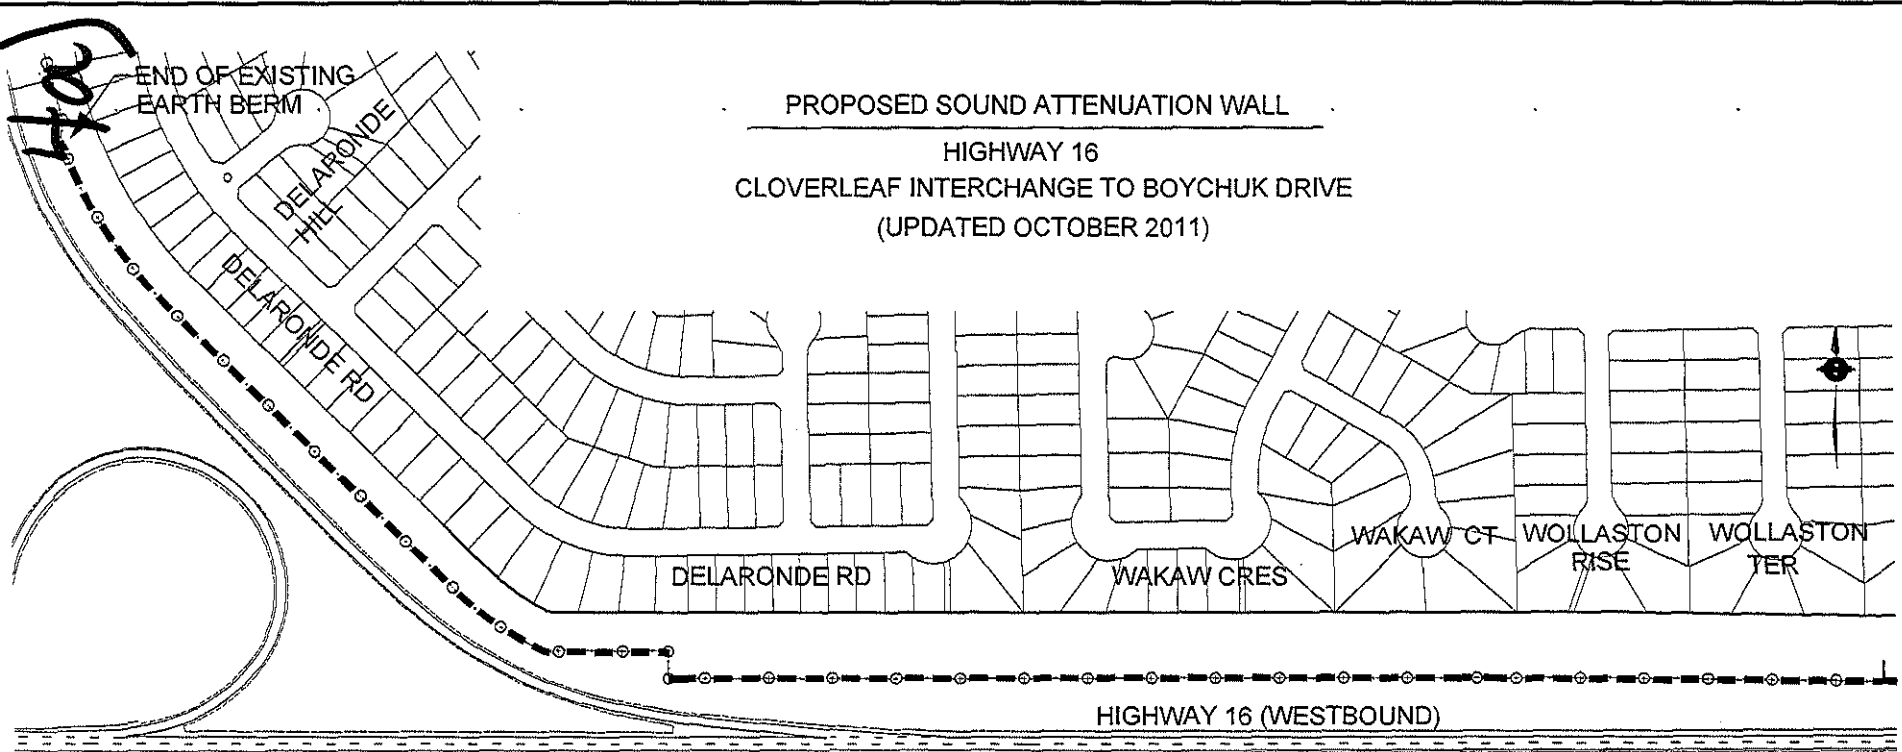 END OF EXISTING
EARTH BERM
PROPOSED SOUND ATTENUATION WALL
HIGHWAY 16
CLOVERLEAF INTERCHANGE TO BOYCHUK DRIVE
(UPDATED OCTOBER 2011)
DELARONDE
HILL
DELARONDE RD
DELARONDE RD
WAKAW CRES
WAKAW CT
WOLLASTON
RISE
WOLLASTON
TER
HIGHWAY 16 (WESTBOUND)